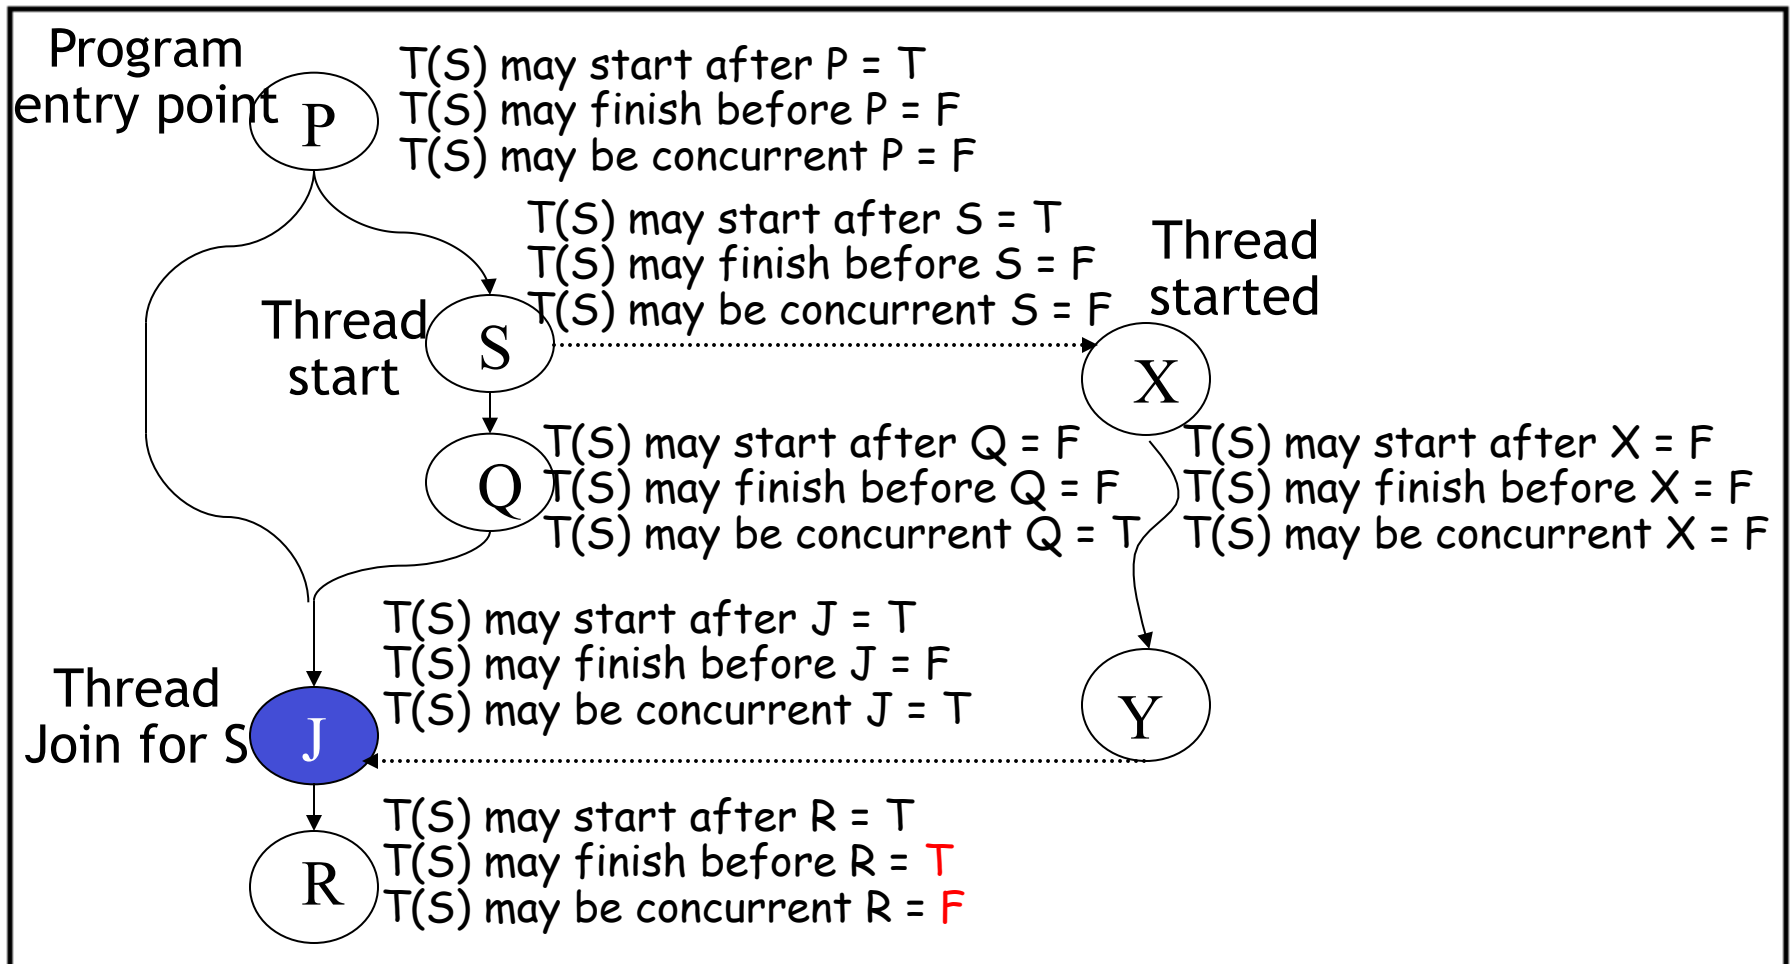 Program
entry point
P
T(S) may start after P = T
T(S) may finish before P = F
T(S) may be concurrent P = F
T(S) may start after S = T
T(S) may finish before S = F
T(S) may be concurrent S = F
Thread
started
Thread
start
S
X
Q
T(S) may start after Q = F
T(S) may finish before Q = F
T(S) may be concurrent Q = T
T(S) may start after X = F
T(S) may finish before X = F
T(S) may be concurrent X = F
T(S) may start after J = T
T(S) may finish before J = F
T(S) may be concurrent J = T
Thread
Join for S
J
Y
T(S) may start after R = T
T(S) may finish before R = T
T(S) may be concurrent R = F
R